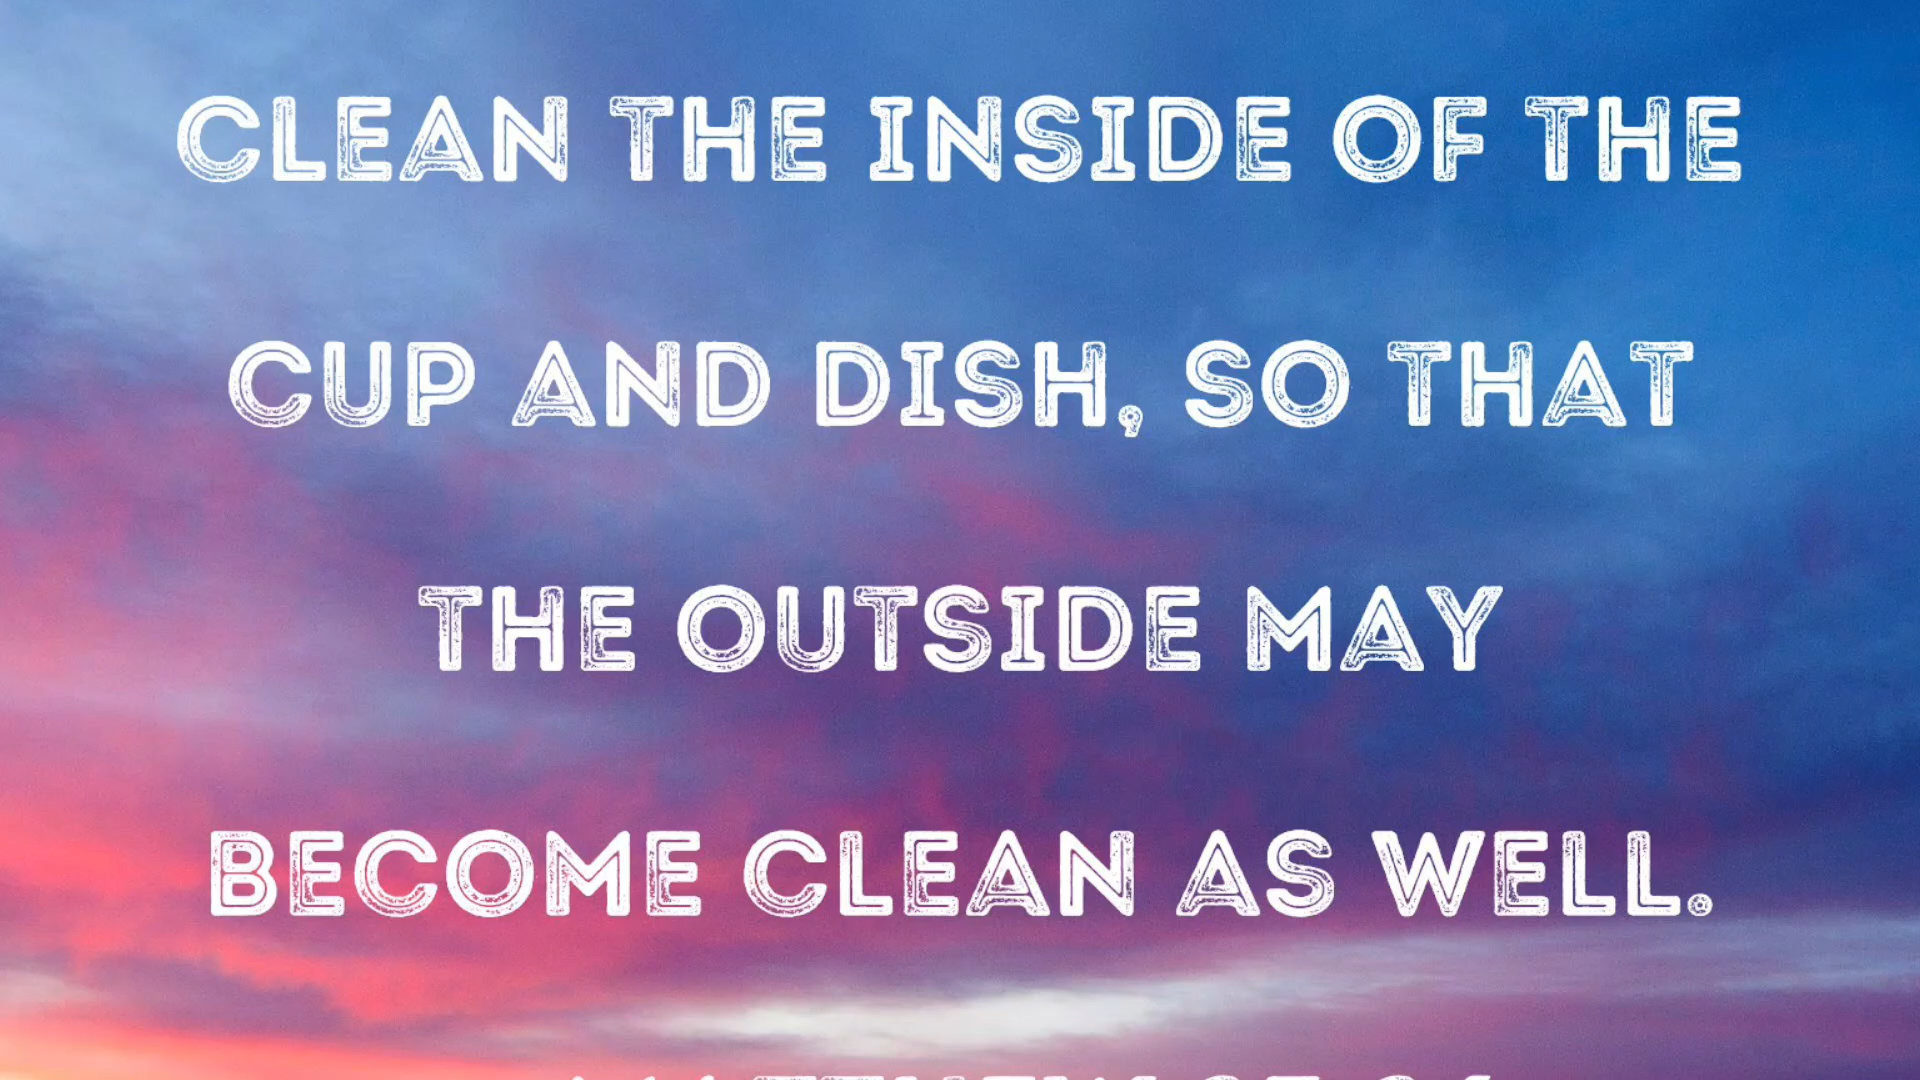 CLEAN THE INSIDE OF THE
CUP AND DISH, SO THAT
THE OUTSIDE MAY
BECOME CLEAN AS WELL.